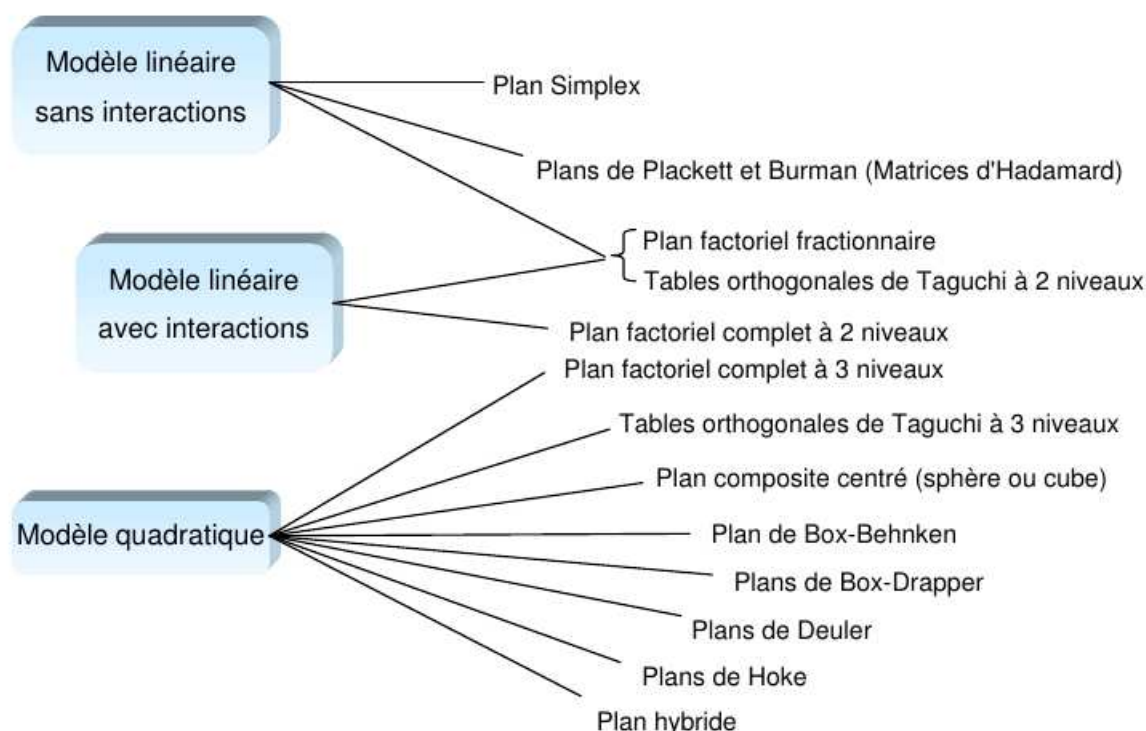 Modèle linéaire
sans interactions
Plan Simplex
Plans de Plackett et Burman (Matrices d'Hadamard)
Plan factoriel fractionnaire
Tables orthogonales de Taguchi à 2 niveaux
Modèle linéaire
avec interactions
Plan factoriel complet à 2 niveaux
Plan factoriel complet à 3 niveaux
Tables orthogonales de Taguchi à 3 niveaux
Plan composite centré (sphère ou cube)
Modèle quadratique
Plan de Box-Behnken
Plans de Box-Drapper
Plans de Deuler
Plans de Hoke
Plan hybride